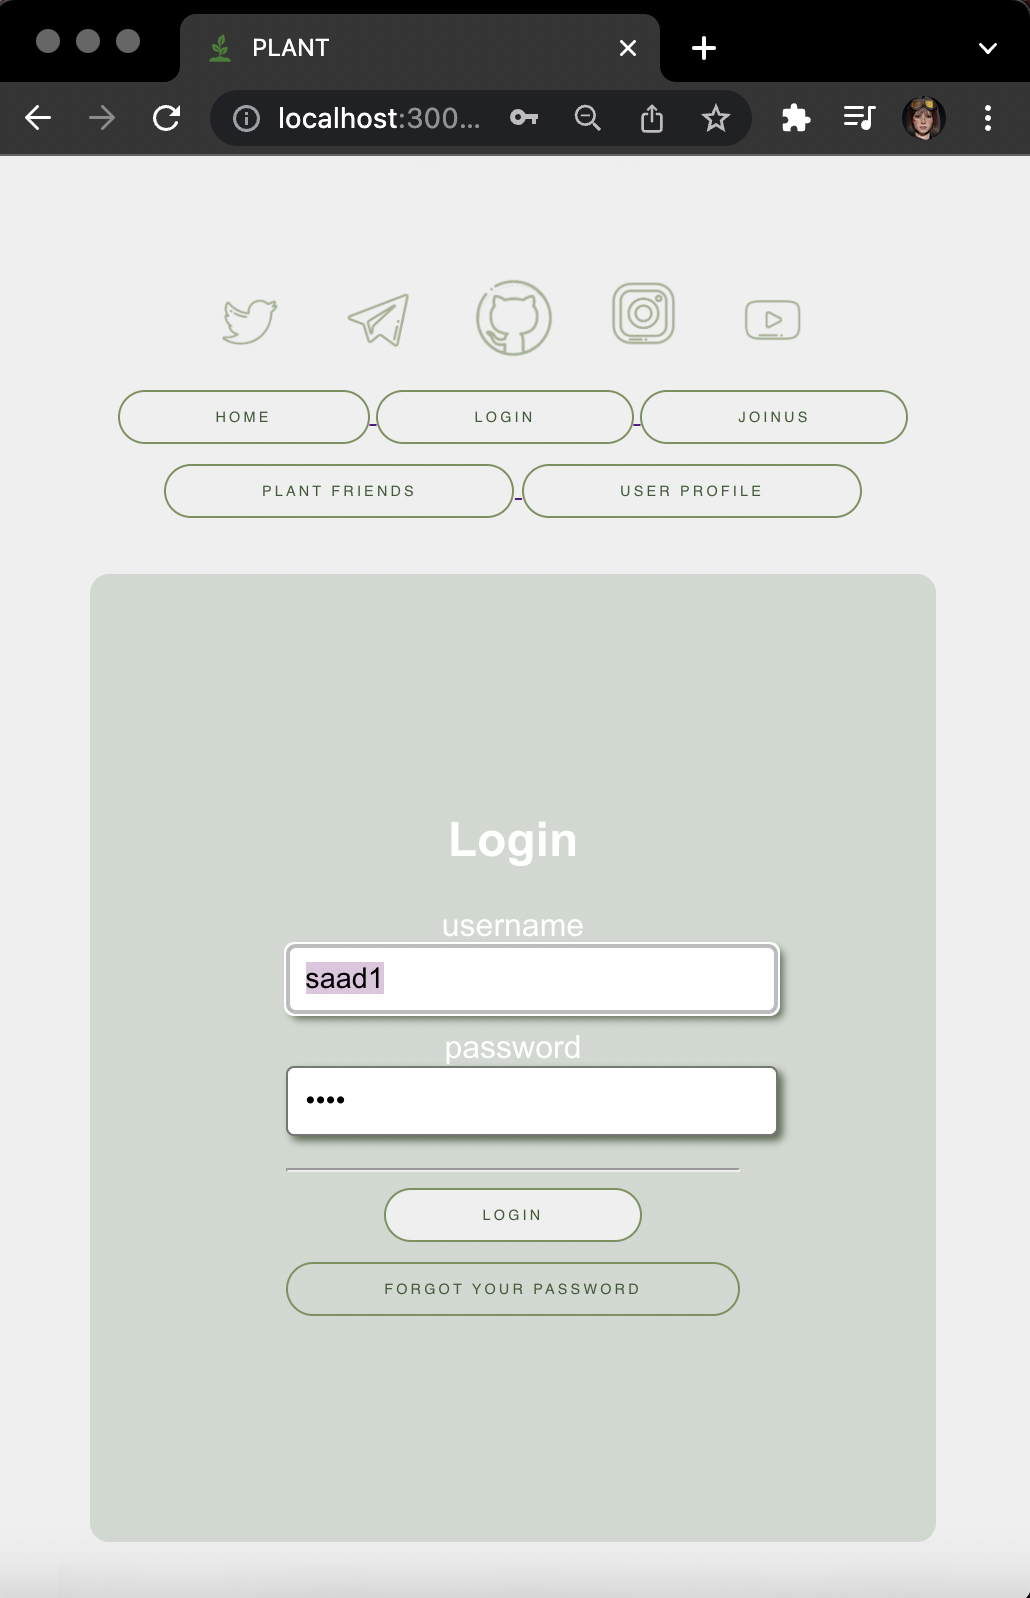 PLANT
localhost:300...
HOME LOGIN JOINUS
PLANT FRIENDS USER PROFILE
Login
username
saad1
password
••••
LOGIN
FORGOT YOUR PASSWORD